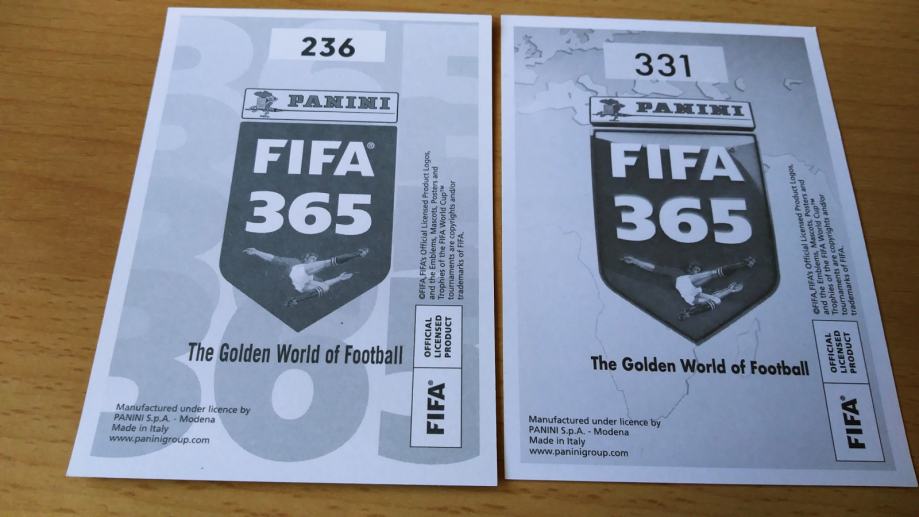 236
PANINI
FIFA®
365
©FIFA, FIFA's Official Licensed Product Logos,
and the Emblems, Mascots, Posters and
Trophies of the FIFA World Cup™
tournaments are copyrights and/or
trademarks of FIFA.
The Golden World of Football
OFFICIAL
LICENSED
PRODUCT
FIFA®
Manufactured under licence by
PANINI S.p.A. - Modena
Made in Italy
www.paninigroup.com
331
PANINI
FIFA
365
©FIFA, FIFA's Official Licensed Product Logos,
and the Emblems, Mascots, Posters and
Trophies of the FIFA World Cup™
tournaments are copyrights and/or
trademarks of FIFA.
The Golden World of Football
OFFICIAL
LICENSED
PRODUCT
FIFA®
Manufactured under licence by
PANINI S.p.A. - Modena
Made in Italy
www.paninigroup.com